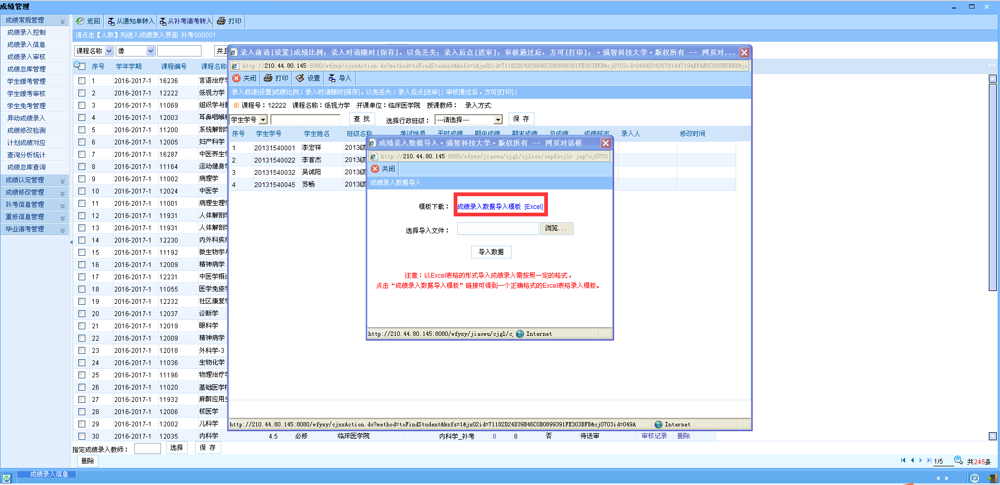 成绩管理
成绩常规管理
成绩录入控制
成绩录入信息
成绩录入审核
成绩总库管理
学生缓考管理
学生缓考审核
学生免考管理
异动成绩录入
成绩修改检测
计划成绩对应
查询分析统计
成绩总库查询
成绩认定管理
成绩修改管理
补考信息管理
重修信息管理
毕业清考管理
返回 从通知单转入 从补考清考转入 打印
请点击【人数】列进入成绩录入界面 补考000001
课程名称 像
序号 学年学期 课程编号 课程名称
1 2016-2017-1 16236 言语治疗
2 2016-2017-1 12222 低视力学
3 2016-2017-1 11069 组织学与
4 2016-2017-1 12003 耳鼻咽喉
5 2016-2017-1 11200 系统解剖
6 2016-2017-1 12005 妇产科学
7 2016-2017-1 16287 中医养生
8 2016-2017-1 11164 运动健身
9 2016-2017-1 11002 病理学
10 2016-2017-1 12024 中医学
11 2016-2017-1 11001 病理生理
12 2016-2017-1 11931 人体解剖
13 2016-2017-1 11931 人体解剖
14 2016-2017-1 12230 内外科疾
15 2016-2017-1 11192 微生物学
16 2016-2017-1 12009 精神病学
17 2016-2017-1 12231 中医学概
18 2016-2017-1 11055 医学免疫
19 2016-2017-1 12232 社区康复
20 2016-2017-1 12037 诊断学
21 2016-2017-1 12019 眼科学
22 2016-2017-1 12009 精神病学
23 2016-2017-1 12018 外科学-3
24 2016-2017-1 11036 生物化学
25 2016-2017-1 11196 物理治疗
26 2016-2017-1 11020 基础医学
27 2016-2017-1 11932 麻醉应用
28 2016-2017-1 12006 核医学
29 2016-2017-1 12002 儿科学
30 2016-2017-1 12035 内科学 4.5 必修 临床医学院 内科学_补考 8 8 否 待送审 审核记录 删除
指定成绩录入教师： 选择 保 存
删除
1/5 共245条
成绩录入信息
录入前请[设置]成绩比例；录入时请随时[保存]，以免丢失；录入后点[送审]；审核通过后，方可[打印]；-强智科技大学-版权所有 -- 网页对...
http://210.44.80.145:8080/wfyxy/cjxxAction.do?method=toFindStudent&ksfs=1&jx02id=71182D24D39B46C0B0899391FE303BFB&cj0703id=049A5042678144719AEFAE6C88DE6BBE&jx
关闭 打印 设置 导入
录入前请[设置]成绩比例；录入时请随时[保存]，以免丢失；录入后点[送审]；审核通过后，方可[打印]；
课程号：12222 课程名称：低视力学 开课单位：临床医学院 授课教师： 录入方式:
学生学号 查 找 选择行政班级： ---请选择--- 保 存
序号 学生学号 学生姓名 班级名称 考试性质 平时成绩 期中成绩 期末成绩 总成绩 成绩标志 录入人 修改时间
1 20131540001 李宏祥 2013级
2 20131540022 李首杰 2013级
3 20131540032 吴诚阳 2013级
4 20131540045 苏畅 2013级
http://210.44.80.145:8080/wfyxy/cjxxAction.do?method=toFindStudent&ksfs=1&jx02id=71182D24D39B46C0B0899391FE303BFB&cj0703id=049A Internet
成绩录入数据导入-强智科技大学-版权所有 -- 网页对话框
http://210.44.80.145:8080/wfyxy/jiaowu/cjgl/cjlrxx/impXscjlr.jsp?cj0703
关闭
成绩录入数据导入
模板下载： 成绩录入数据导入模板 [Excel]
选择导入文件： 浏览...
导入数据
注意：以Excel表格的形式导入成绩录入需按照一定的格式，
点击“成绩录入数据导入模板”链接可得到一个正确格式的Excel表格录入模板。
http://210.44.80.145:8080/wfyxy/jiaowu/cjgl/c Internet